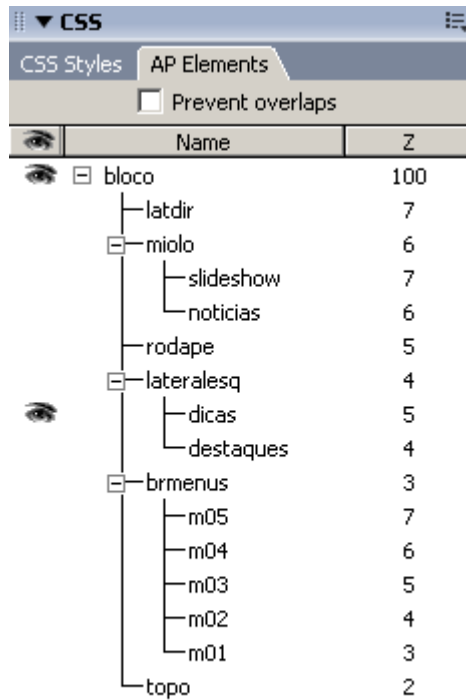 CSS
CSS Styles AP Elements
Prevent overlaps
Name Z
bloco 100
latdir 7
miolo 6
slideshow 7
noticias 6
rodape 5
lateralesq 4
dicas 5
destaques 4
brmenus 3
m05 7
m04 6
m03 5
m02 4
m01 3
topo 2